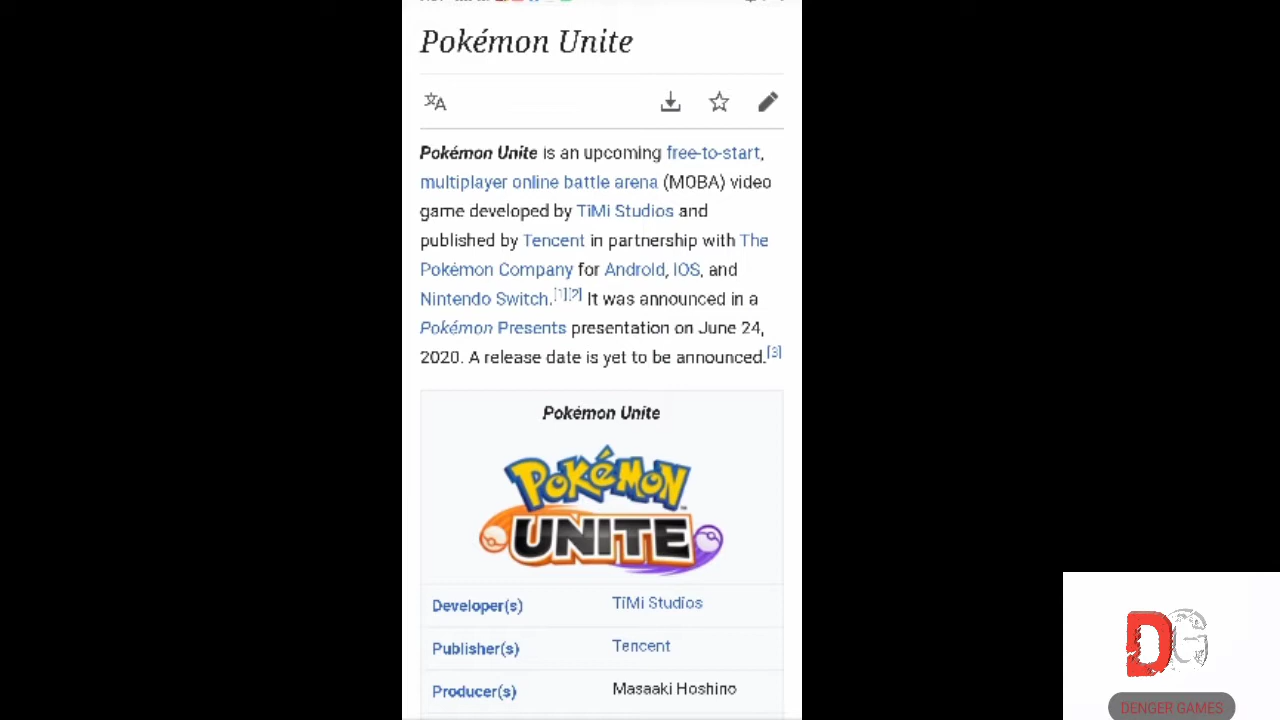 Pokémon Unite
Pokémon Unite is an upcoming free-to-start,
multiplayer online battle arena (MOBA) video
game developed by TiMi Studios and
published by Tencent in partnership with The
Pokémon Company for Android, iOS, and
Nintendo Switch.[1][2] It was announced in a
Pokémon Presents presentation on June 24,
2020. A release date is yet to be announced.[3]
Pokémon Unite
POKéMON
UNITE
Developer(s) TiMi Studios
Publisher(s) Tencent
Producer(s) Masaaki Hoshino
DG
DENGER GAMES